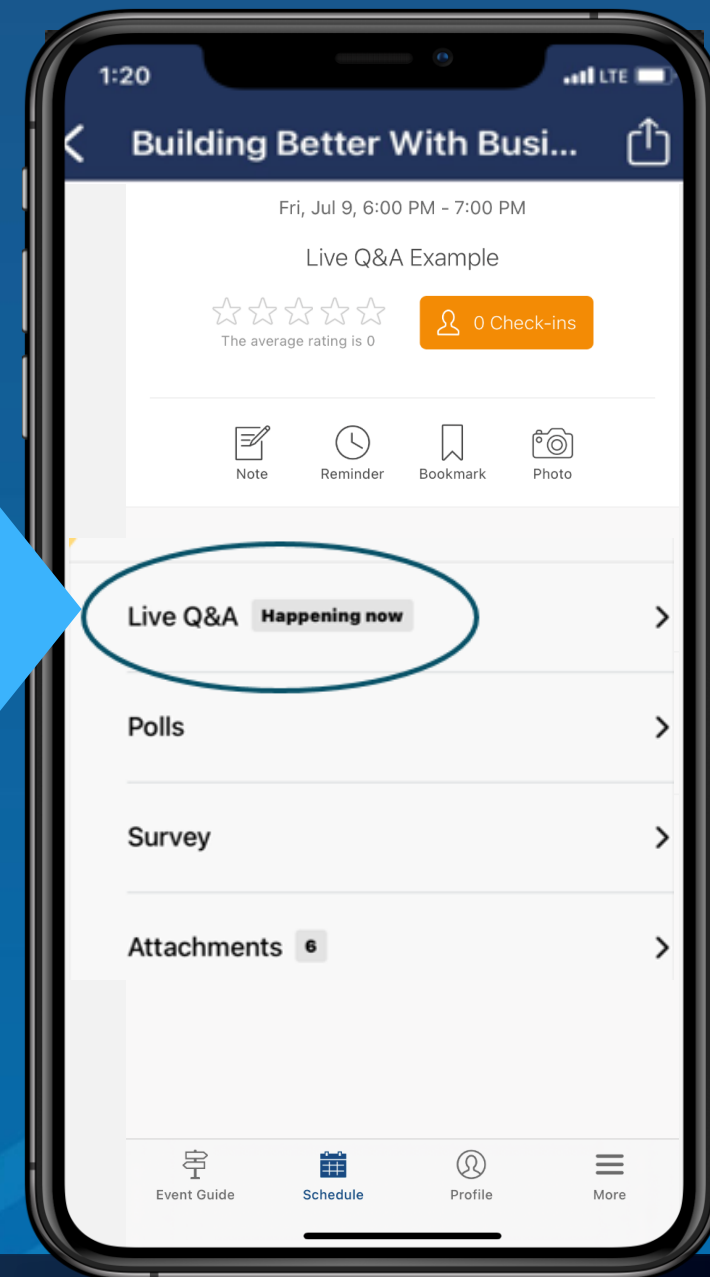 1:20 LTE
Building Better With Busi...
Fri, Jul 9, 6:00 PM - 7:00 PM
Live Q&A Example
The average rating is 0
0 Check-ins
Note Reminder Bookmark Photo
Live Q&A Happening now
Polls
Survey
Attachments 6
Event Guide Schedule Profile More